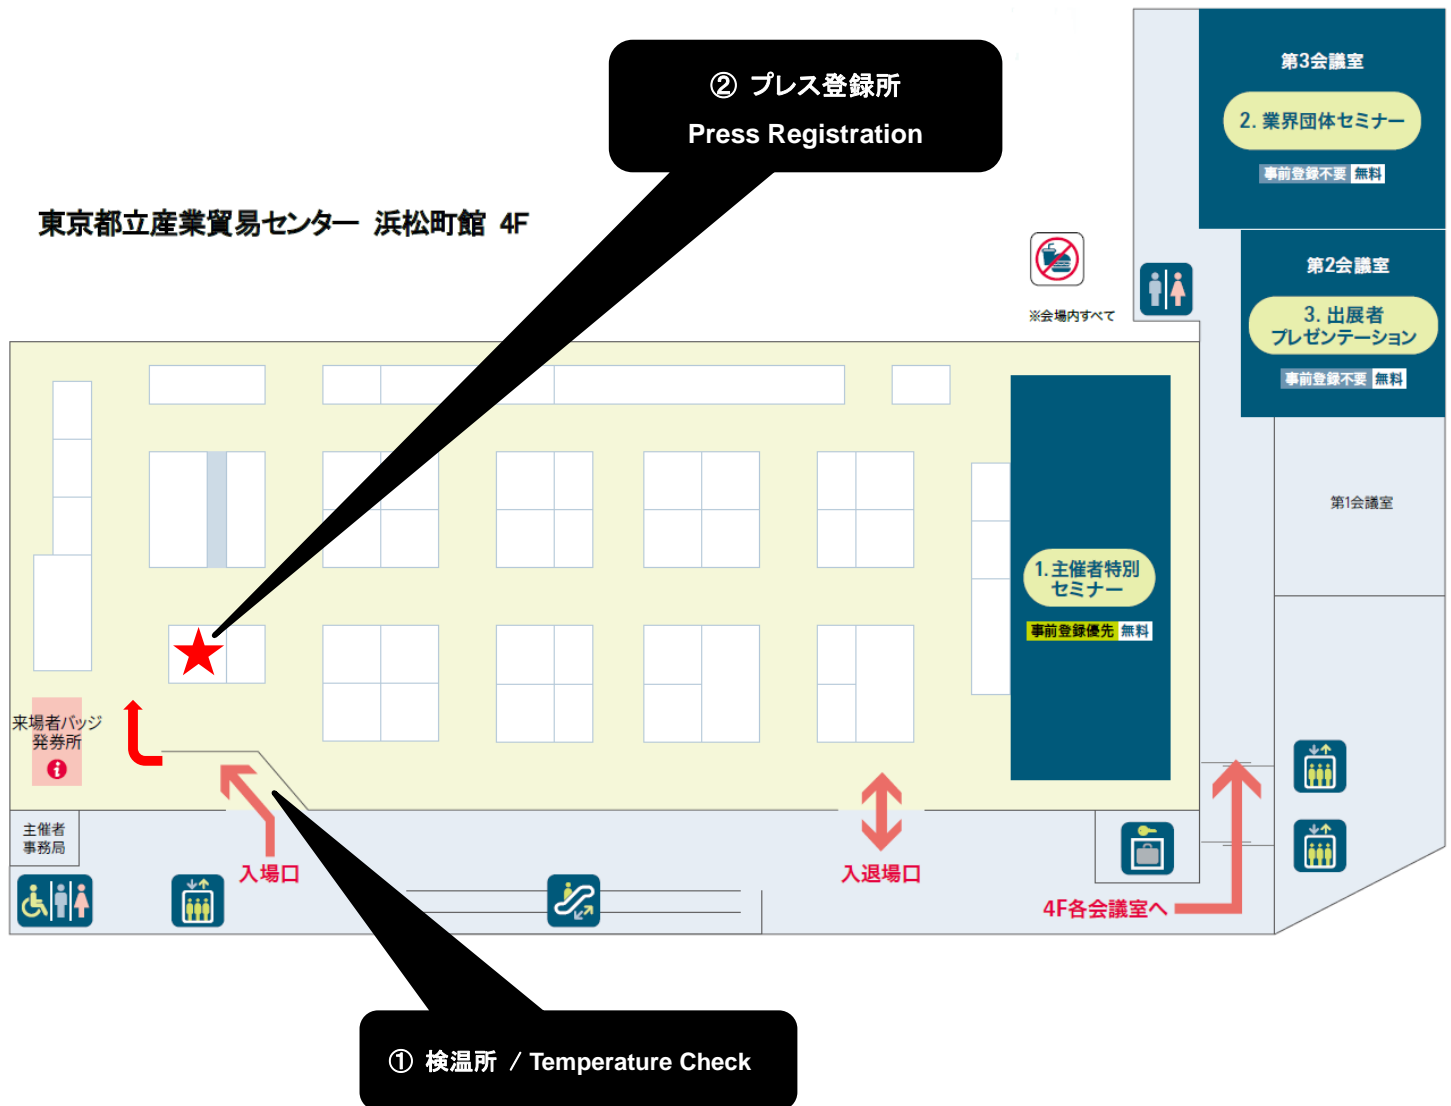 ② プレス登録所
Press Registration
東京都立産業貿易センター 浜松町館 4F
第3会議室
2. 業界団体セミナー
事前登録不要 無料
※会場内すべて
第2会議室
3. 出展者
プレゼンテーション
事前登録不要 無料
第1会議室
1. 主催者特別
セミナー
事前登録優先 無料
来場者バッジ
発券所
i
主催者
事務局
入場口
入退場口
4F各会議室へ
① 検温所 / Temperature Check